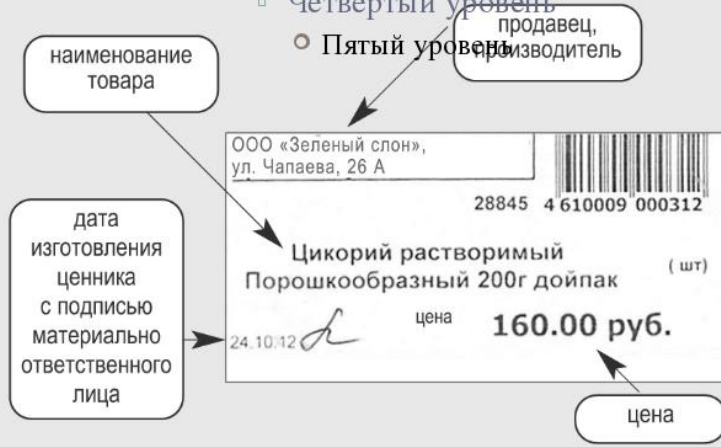 Четвертый уровень
Пятый уровень
продавец,
производитель
наименование
товара
ООО «Зеленый слон»,
ул. Чапаева, 26 А
28845 4 610009 000312
дата
изготовления
ценника
с подписью
материально
ответственного
лица
Цикорий растворимый
Порошкообразный 200г дойпак
( шт)
24.10.12
цена
160.00 руб.
цена